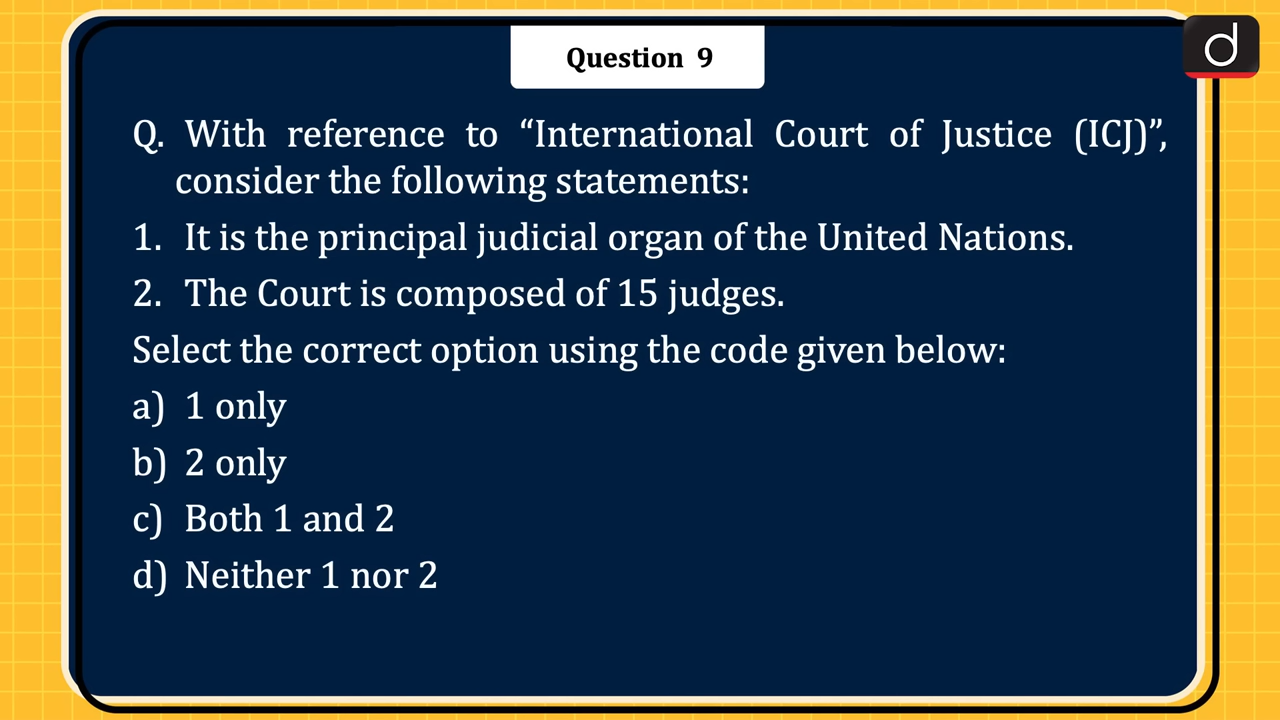 Question 9
d
Q. With reference to “International Court of Justice (ICJ)”,
consider the following statements:
1. It is the principal judicial organ of the United Nations.
2. The Court is composed of 15 judges.
Select the correct option using the code given below:
a) 1 only
b) 2 only
c) Both 1 and 2
d) Neither 1 nor 2